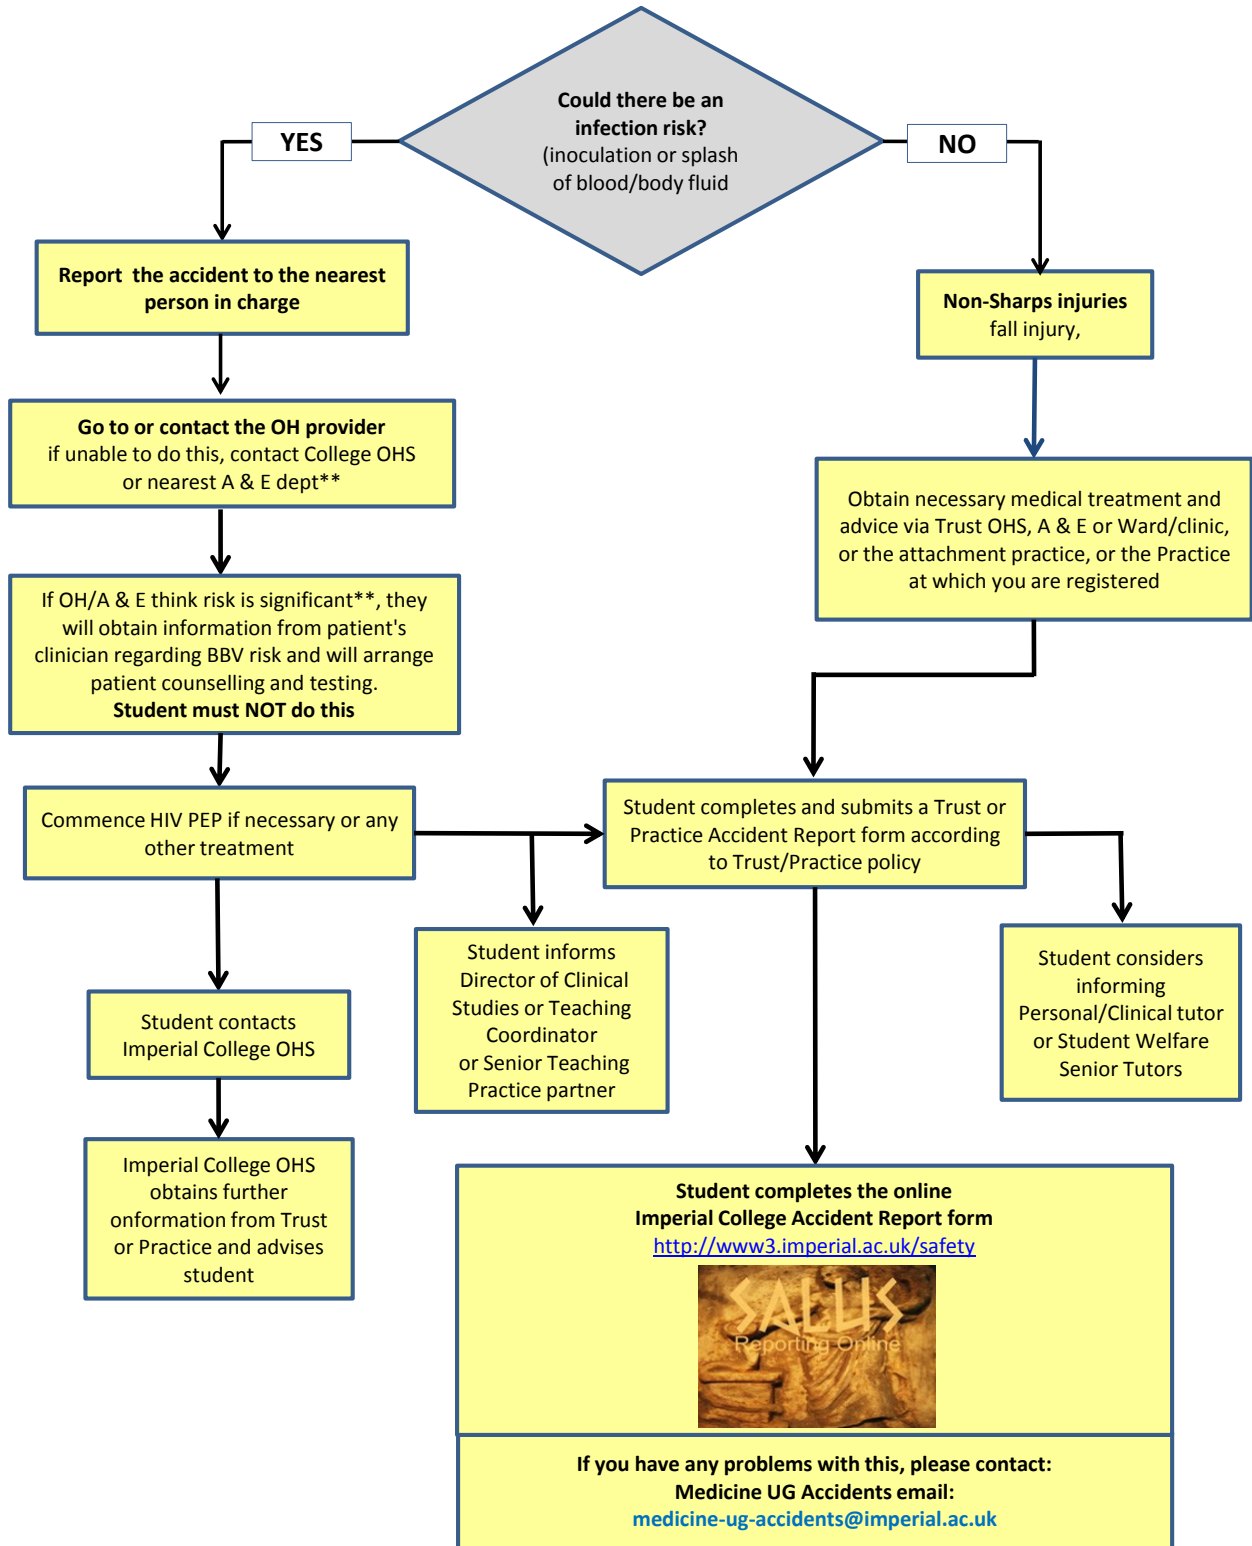 Could there be an
infection risk?
(inoculation or splash
of blood/body fluid
YES
NO
Report the accident to the nearest
person in charge
Non-Sharps injuries
fall injury,
Go to or contact the OH provider
if unable to do this, contact College OHS
or nearest A & E dept**
Obtain necessary medical treatment and
advice via Trust OHS, A & E or Ward/clinic,
or the attachment practice, or the Practice
at which you are registered
If OH/A & E think risk is significant**, they
will obtain information from patient's
clinician regarding BBV risk and will arrange
patient counselling and testing.
Student must NOT do this
Commence HIV PEP if necessary or any
other treatment
Student completes and submits a Trust or
Practice Accident Report form according
to Trust/Practice policy
Student informs
Director of Clinical
Studies or Teaching
Coordinator
or Senior Teaching
Practice partner
Student considers
informing
Personal/Clinical tutor
or Student Welfare
Senior Tutors
Student contacts
Imperial College OHS
Imperial College OHS
obtains further
onformation from Trust
or Practice and advises
student
Student completes the online
Imperial College Accident Report form
http://www3.imperial.ac.uk/safety
SALUS
Reporting Online
If you have any problems with this, please contact:
Medicine UG Accidents email:
medicine-ug-accidents@imperial.ac.uk